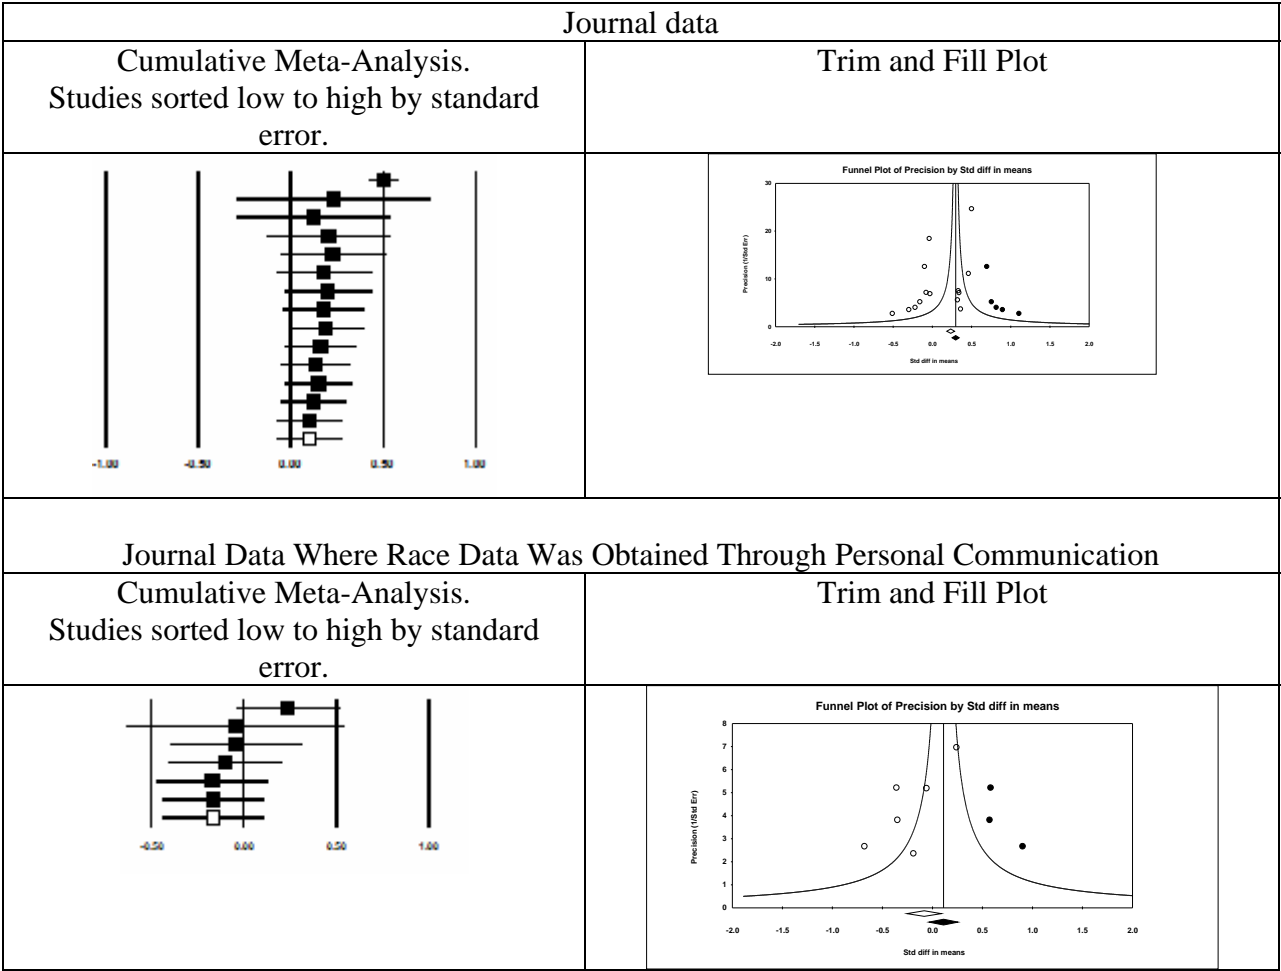 Journal data
Cumulative Meta-Analysis.
Studies sorted low to high by standard
error.
Trim and Fill Plot
-1.00 -0.50 0.00 0.50 1.00
Funnel Plot of Precision by Std diff in means
30
20
10
0
Precision (1/Std Err)
-2.0 -1.5 -1.0 -0.5 0.0 0.5 1.0 1.5 2.0
Std diff in means
Journal Data Where Race Data Was Obtained Through Personal Communication
Cumulative Meta-Analysis.
Studies sorted low to high by standard
error.
Trim and Fill Plot
-0.50 0.00 0.50 1.00
Funnel Plot of Precision by Std diff in means
8
7
6
5
4
3
2
1
0
Precision (1/Std Err)
-2.0 -1.5 -1.0 -0.5 0.0 0.5 1.0 1.5 2.0
Std diff in means